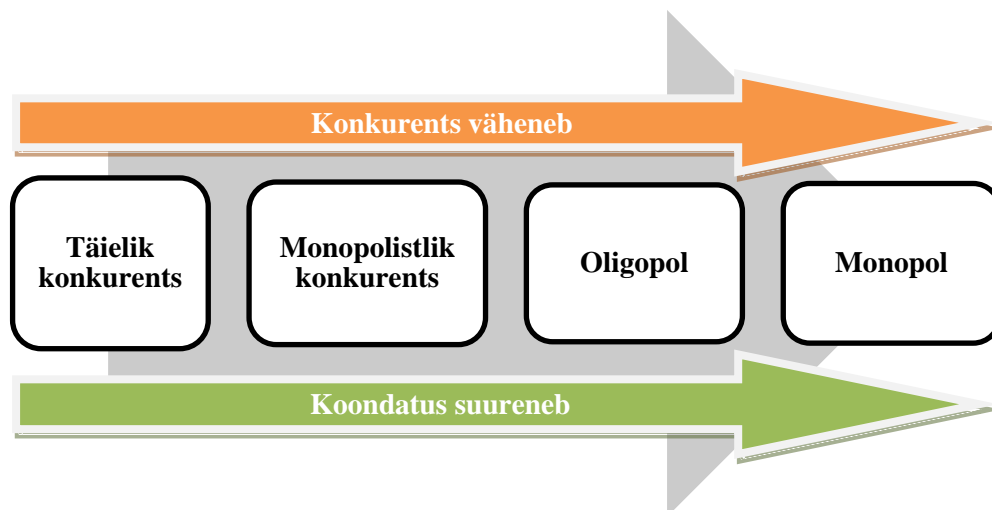 Konkurents väheneb
Täielik
konkurents
Monopolistlik
konkurents
Oligopol
Monopol
Koondatus suureneb